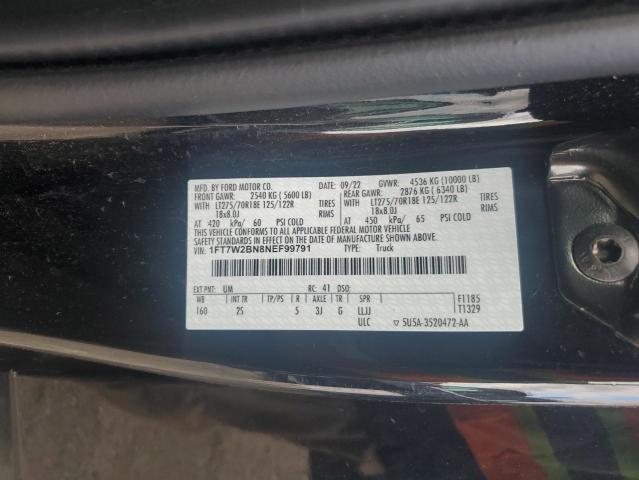 MFD. BY FORD MOTOR CO.
DATE: 09/22 GVWR: 4536 KG (10000 LB)
FRONT GAWR: 2540 KG ( 5600 LB) REAR GAWR: 2876 KG ( 6340 LB)
WITH LT275/70R18E 125/122R TIRES WITH LT275/70R18E 125/122R TIRES
18x8.0J RIMS 18x8.0J RIMS
AT 420 kPa/ 60 PSI COLD AT 450 kPa/ 65 PSI COLD
THIS VEHICLE CONFORMS TO ALL APPLICABLE FEDERAL MOTOR VEHICLE
SAFETY STANDARDS IN EFFECT ON THE DATE OF MANUFACTURE SHOWN ABOVE.
VIN: 1FT7W2BN8NEF99791 TYPE: Truck
EXT PNT: UM RC: 41 DSO:
WB INT TR TP/PS R AXLE TR SPR F1185
160 2S 5 3J G LLJJ T1329
ULC ▽ 5U5A-3520472-AA